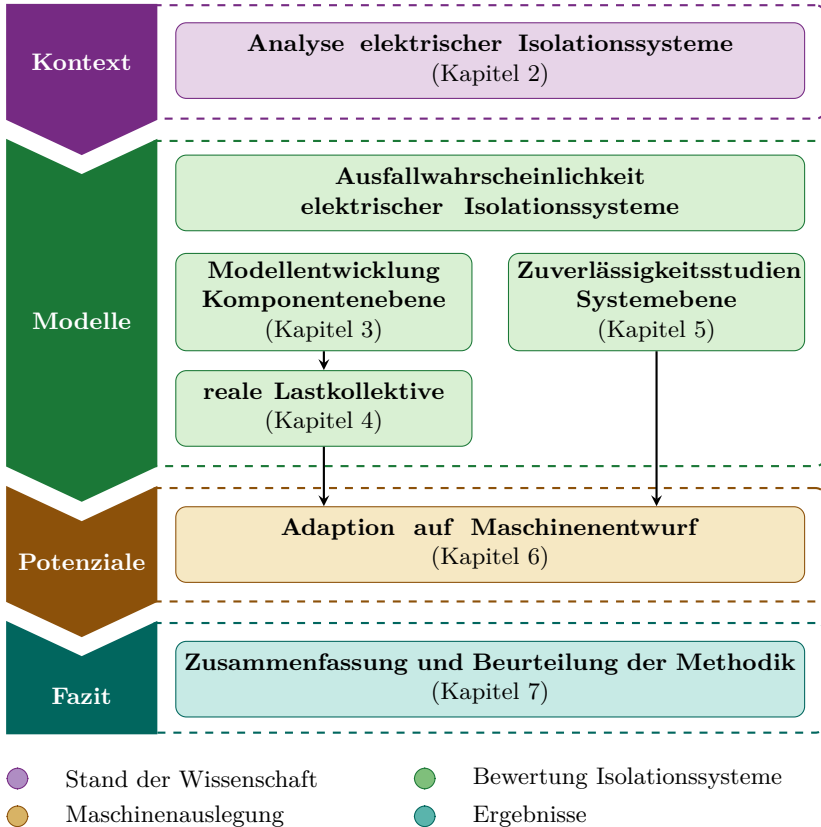 Kontext
Analyse elektrischer Isolationssysteme
(Kapitel 2)
Modelle
Ausfallwahrscheinlichkeit
elektrischer Isolationssysteme
Modellentwicklung
Komponentenebene
(Kapitel 3)
Zuverlässigkeitsstudien
Systemebene
(Kapitel 5)
reale Lastkollektive
(Kapitel 4)
Potenziale
Adaption auf Maschinenentwurf
(Kapitel 6)
Fazit
Zusammenfassung und Beurteilung der Methodik
(Kapitel 7)
Stand der Wissenschaft
Bewertung Isolationssysteme
Maschinenauslegung
Ergebnisse